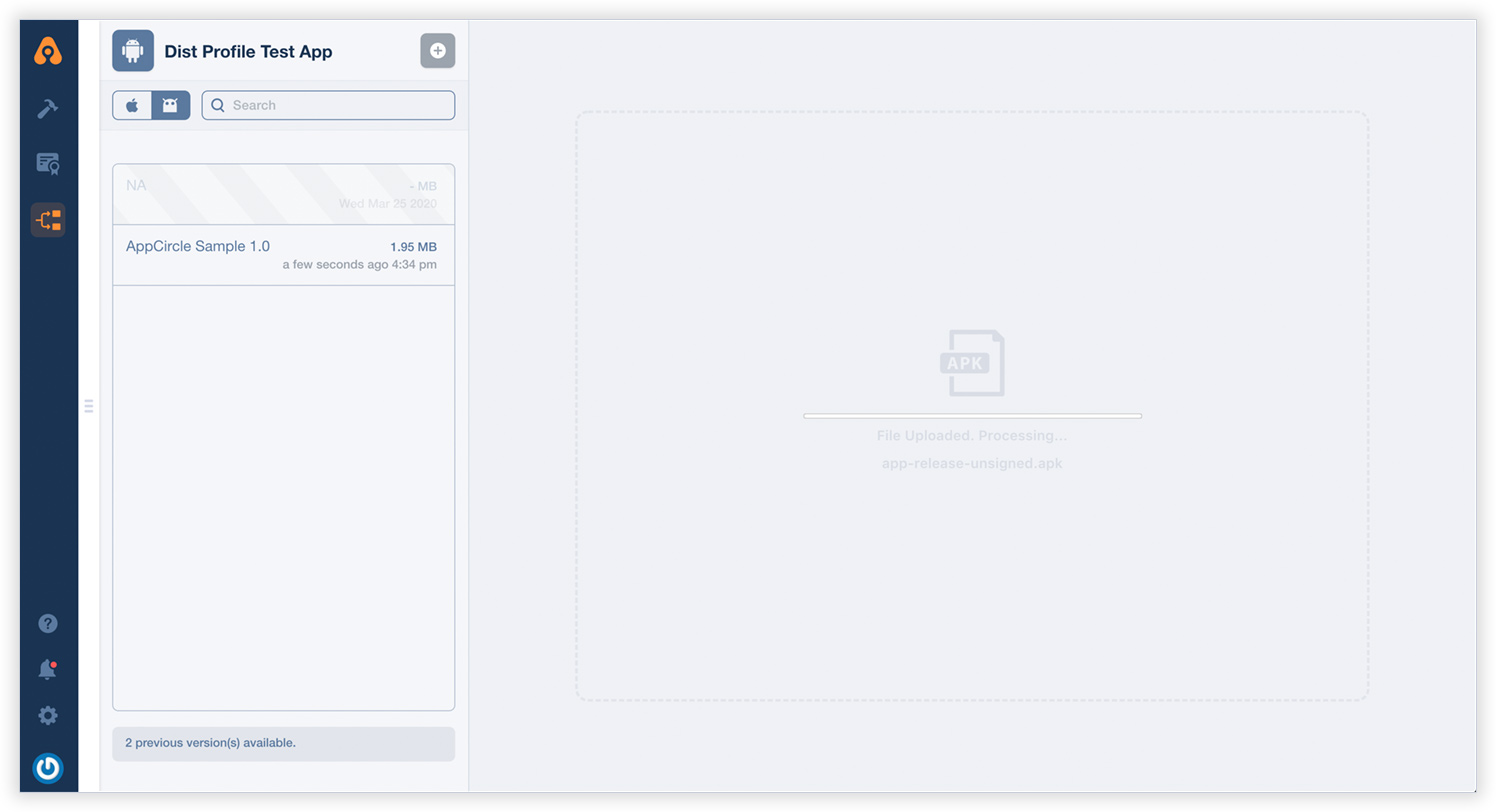 Dist Profile Test App
Search
NA
- MB
Wed Mar 25 2020
AppCircle Sample 1.0
1.95 MB
a few seconds ago 4:34 pm
2 previous version(s) available.
APK
File Uploaded. Processing...
app-release-unsigned.apk